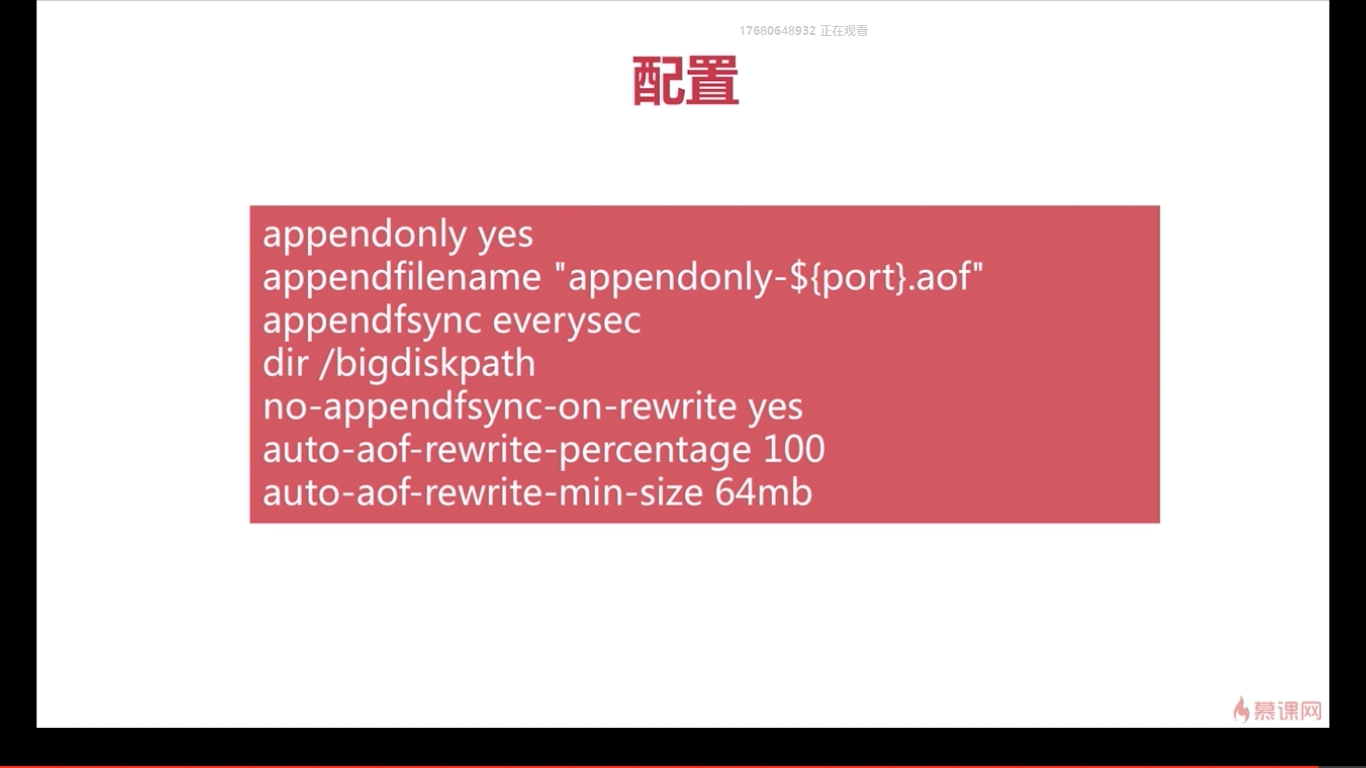 17680648932 正在观看
配置
appendonly yes
appendfilename "appendonly-${port}.aof"
appendfsync everysec
dir /bigdiskpath
no-appendfsync-on-rewrite yes
auto-aof-rewrite-percentage 100
auto-aof-rewrite-min-size 64mb
慕课网